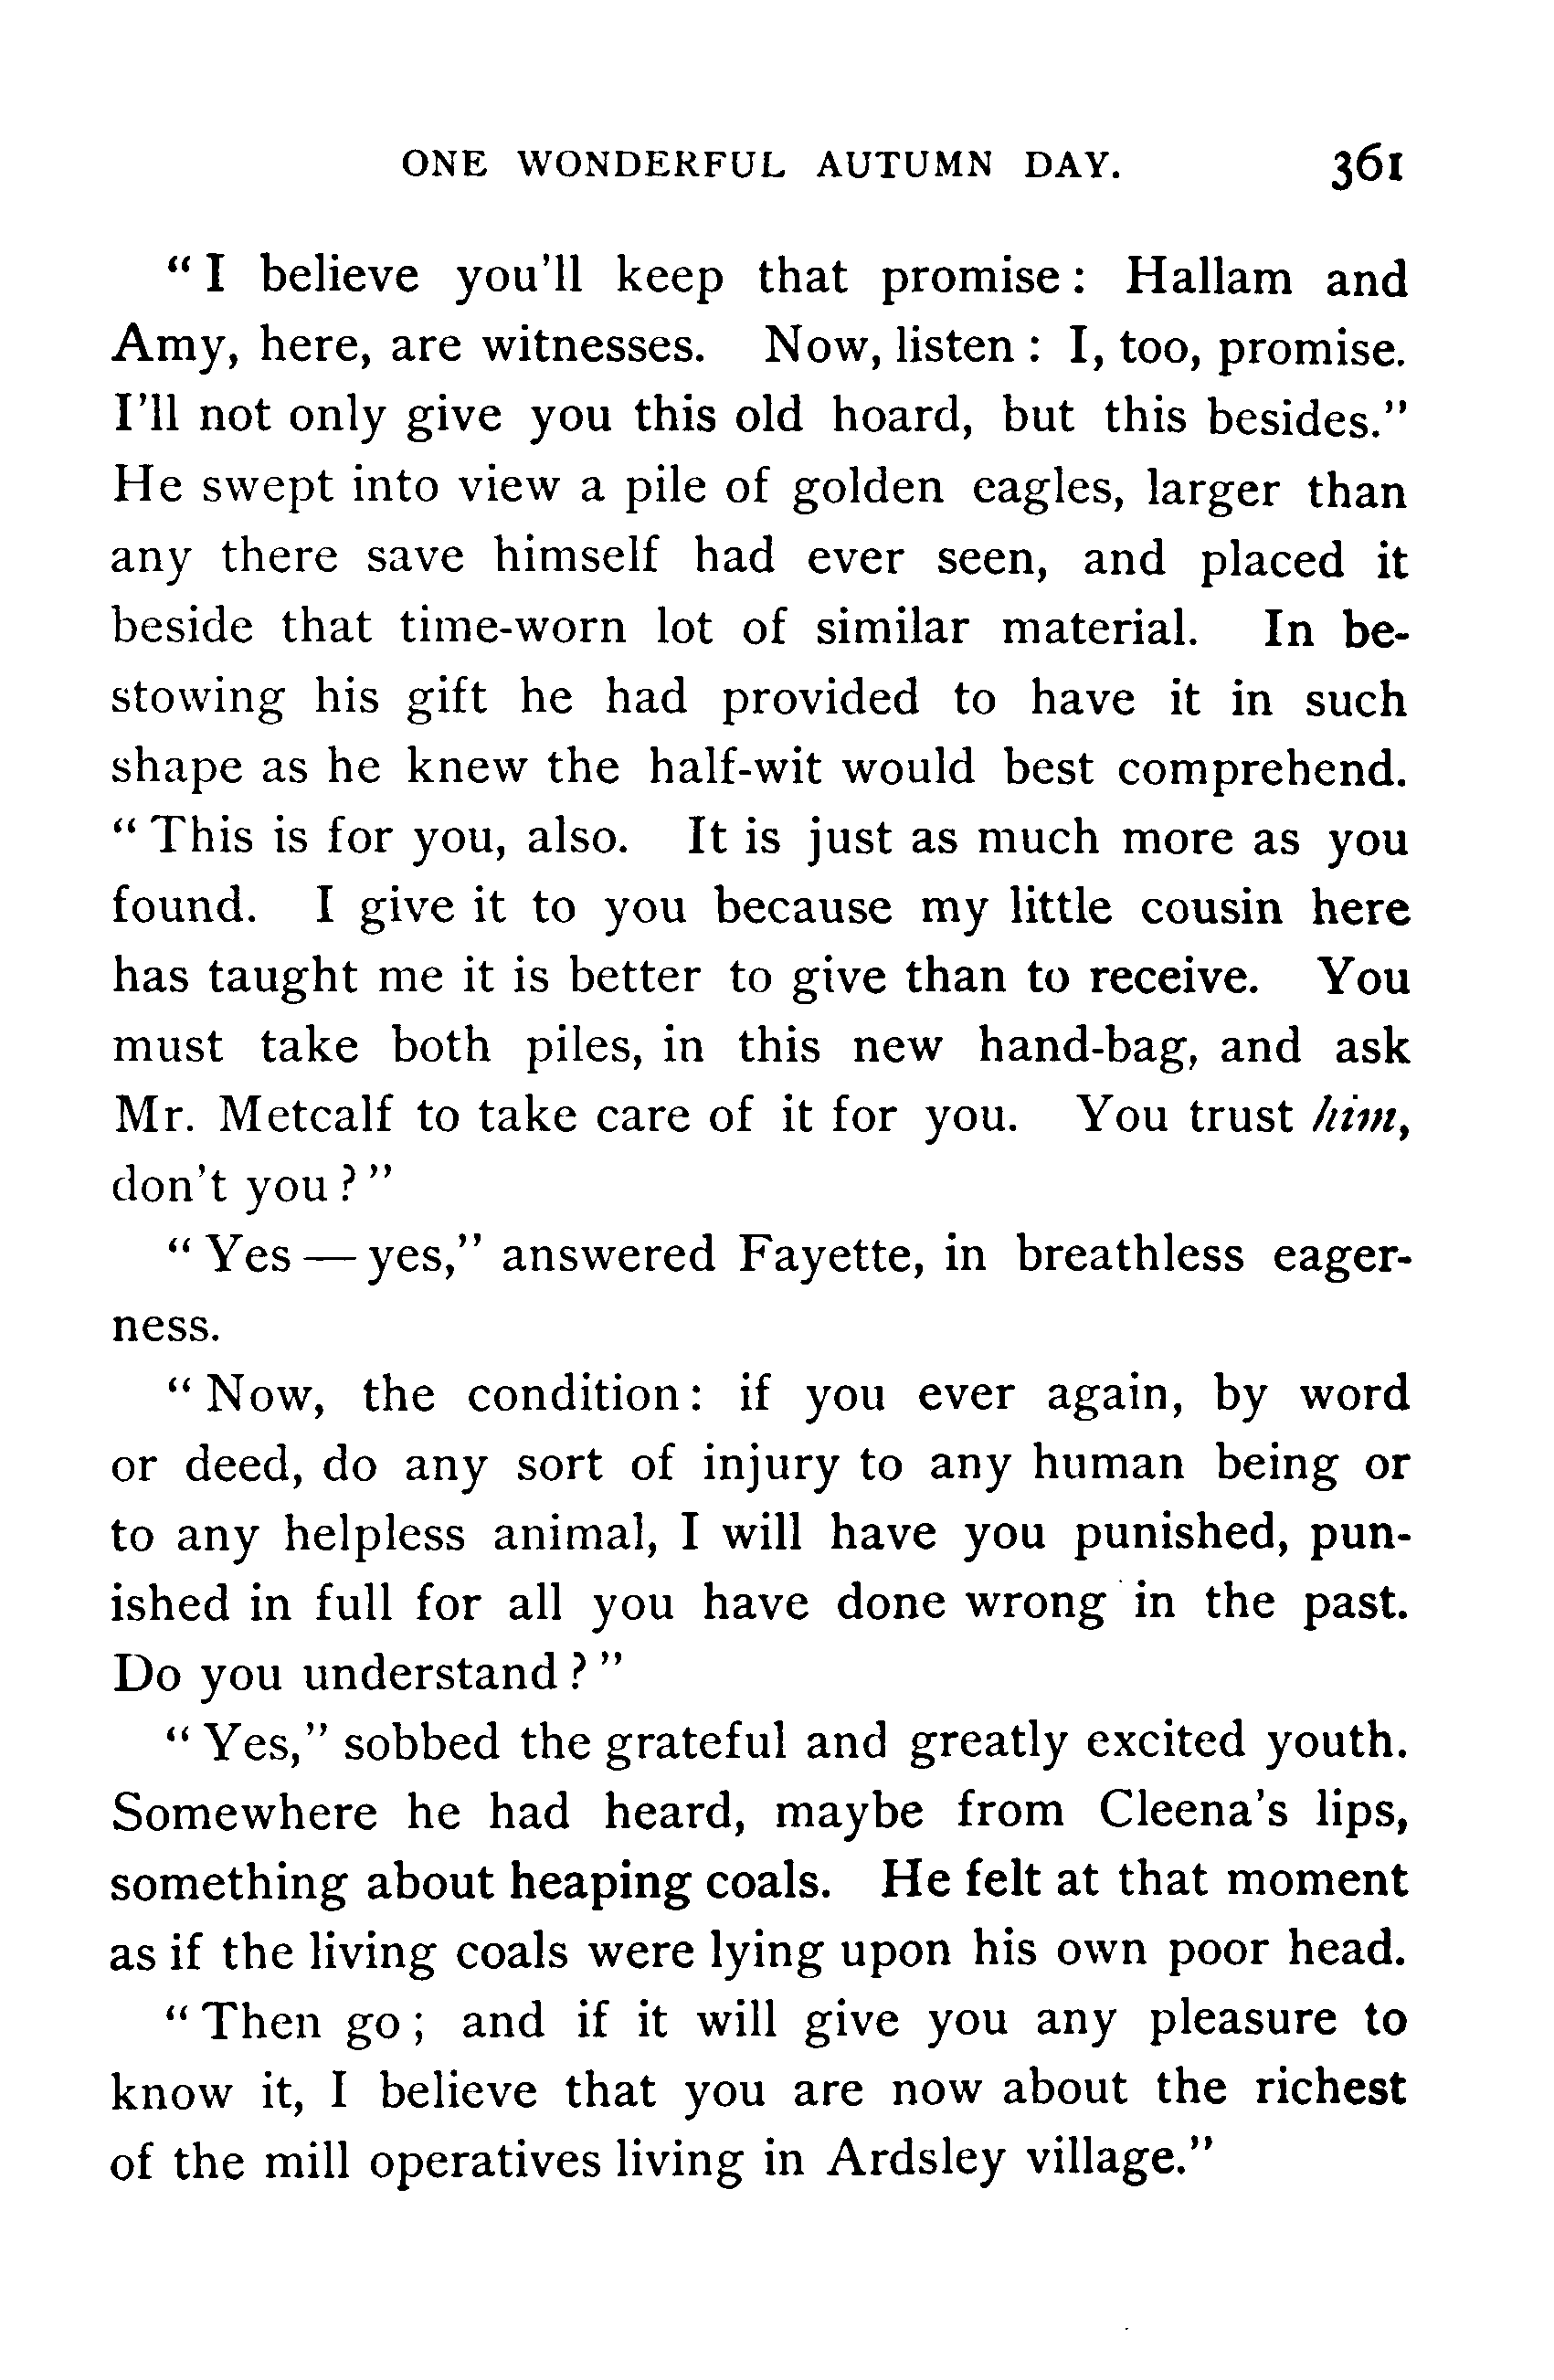 ONE WONDERFUL AUTUMN DAY. 361
“I believe you'll keep that promise: Hallam and
Amy, here, are witnesses. Now, listen: I, too, promise.
I'll not only give you this old hoard, but this besides.”
He swept into view a pile of golden eagles, larger than
any there save himself had ever seen, and placed it
beside that time-worn lot of similar material. In be-
stowing his gift he had provided to have it in such
shape as he knew the half-wit would best comprehend.
“This is for you, also. It is just as much more as you
found. I give it to you because my little cousin here
has taught me it is better to give than to receive. You
must take both piles, in this new hand-bag, and ask
Mr. Metcalf to take care of it for you. You trust him,
don't you?”
“Yes — yes,” answered Fayette, in breathless eager-
ness.
“Now, the condition: if you ever again, by word
or deed, do any sort of injury to any human being or
to any helpless animal, I will have you punished, pun-
ished in full for all you have done wrong in the past.
Do you understand?”
“Yes,” sobbed the grateful and greatly excited youth.
Somewhere he had heard, maybe from Cleena's lips,
something about heaping coals. He felt at that moment
as if the living coals were lying upon his own poor head.
“Then go; and if it will give you any pleasure to
know it, I believe that you are now about the richest
of the mill operatives living in Ardsley village.”